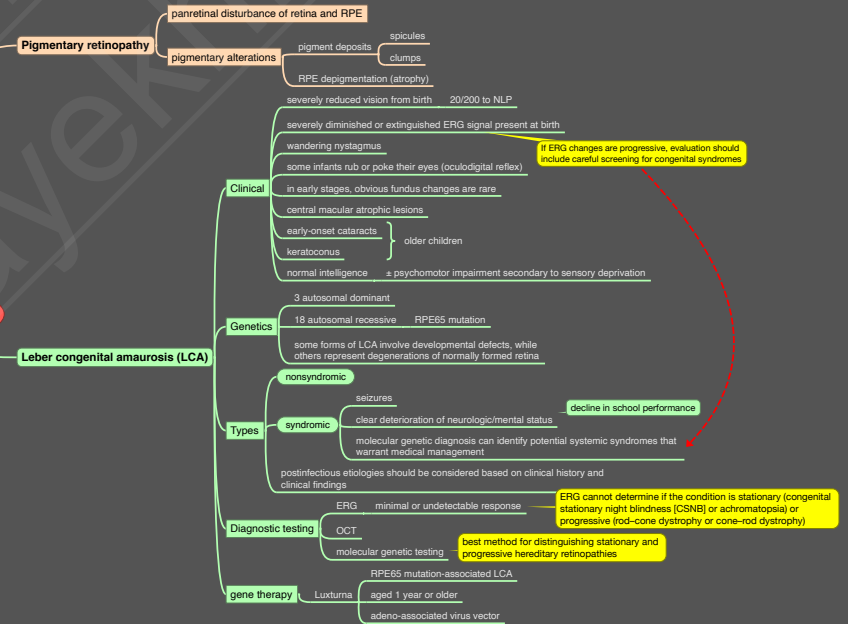 panretinal disturbance of retina and RPE
Pigmentary retinopathy
pigmentary alterations
pigment deposits
spicules
clumps
RPE depigmentation (atrophy)
Leber congenital amaurosis (LCA)
Clinical
severely reduced vision from birth
20/200 to NLP
severely diminished or extinguished ERG signal present at birth
If ERG changes are progressive, evaluation should
include careful screening for congenital syndromes
wandering nystagmus
some infants rub or poke their eyes (oculodigital reflex)
in early stages, obvious fundus changes are rare
central macular atrophic lesions
early-onset cataracts
keratoconus
older children
normal intelligence
± psychomotor impairment secondary to sensory deprivation
Genetics
3 autosomal dominant
18 autosomal recessive
RPE65 mutation
some forms of LCA involve developmental defects, while
others represent degenerations of normally formed retina
Types
nonsyndromic
syndromic
seizures
clear deterioration of neurologic/mental status
decline in school performance
molecular genetic diagnosis can identify potential systemic syndromes that
warrant medical management
postinfectious etiologies should be considered based on clinical history and
clinical findings
Diagnostic testing
ERG
minimal or undetectable response
ERG cannot determine if the condition is stationary (congenital
stationary night blindness [CSNB] or achromatopsia) or
progressive (rod–cone dystrophy or cone–rod dystrophy)
OCT
molecular genetic testing
best method for distinguishing stationary and
progressive hereditary retinopathies
gene therapy
Luxturna
RPE65 mutation-associated LCA
aged 1 year or older
adeno-associated virus vector